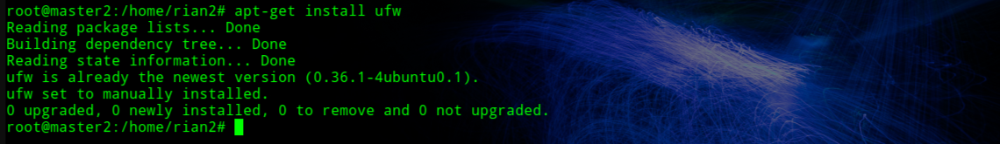 root@master2:/home/rian2# apt-get install ufw
Reading package lists... Done
Building dependency tree... Done
Reading state information... Done
ufw is already the newest version (0.36.1-4ubuntu0.1).
ufw set to manually installed.
0 upgraded, 0 newly installed, 0 to remove and 0 not upgraded.
root@master2:/home/rian2#